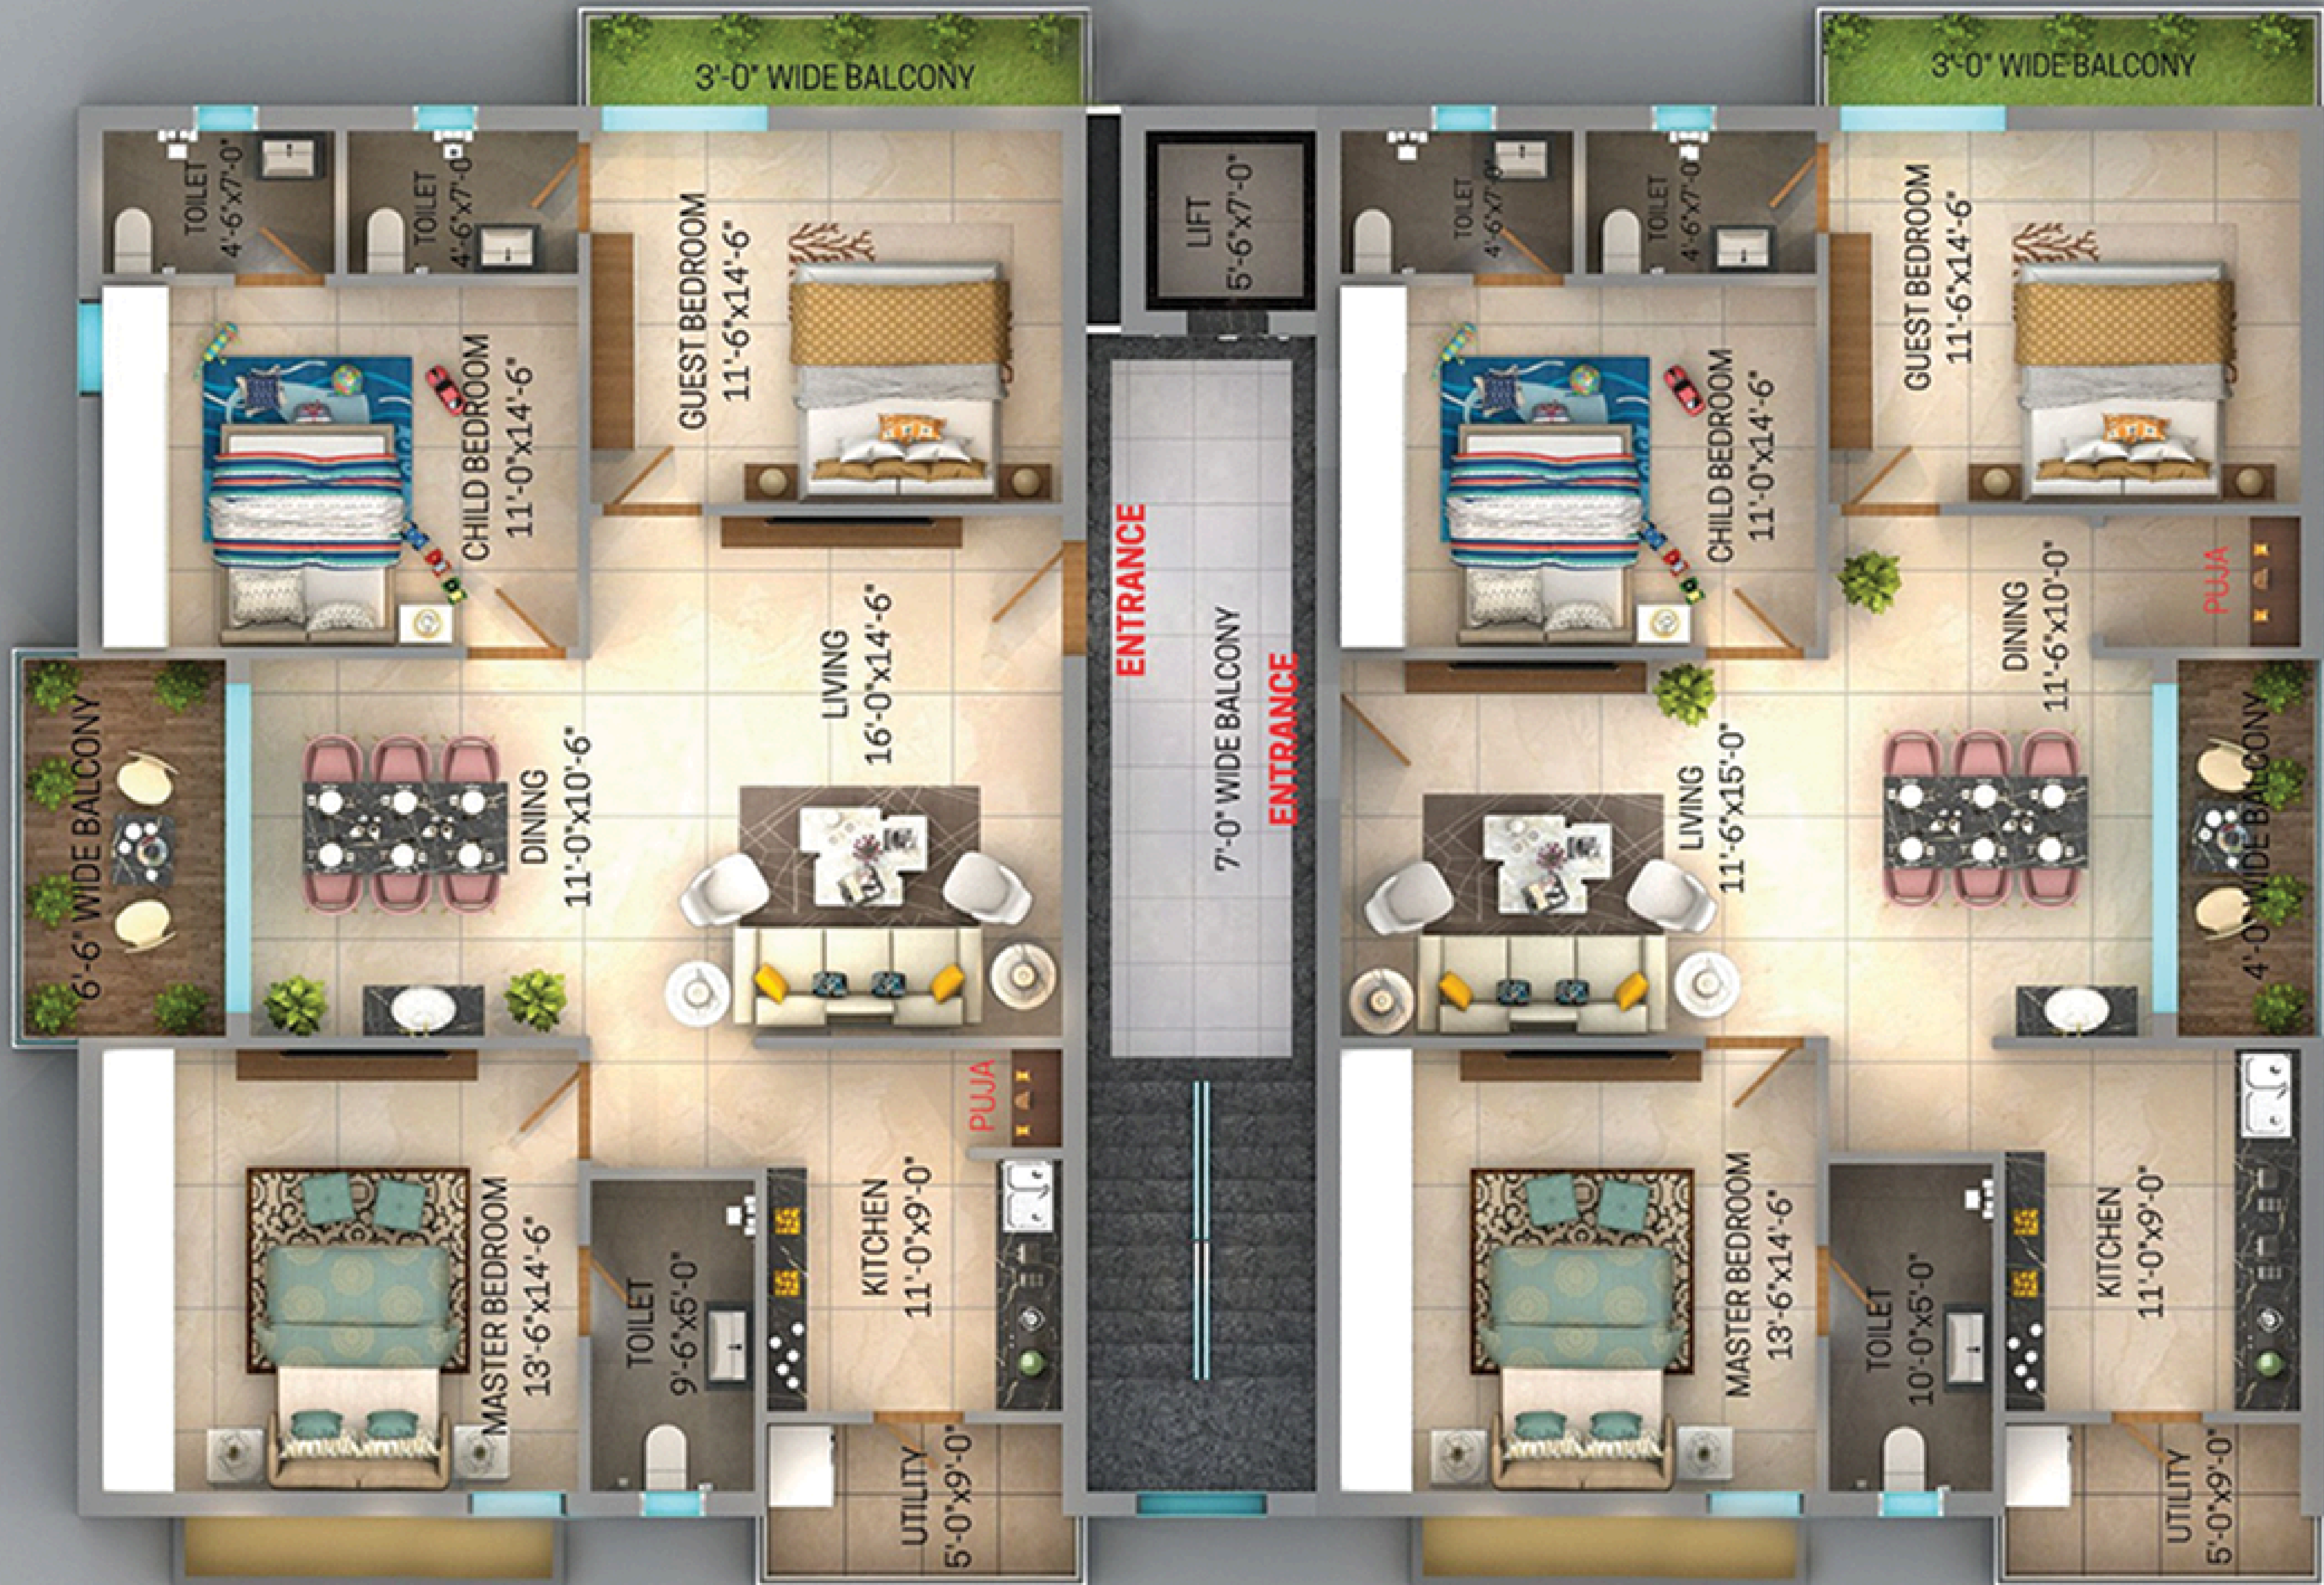 3'-0" WIDE BALCONY
3'-0" WIDE BALCONY
TOILET
4'-6"x7'-0"
TOILET
4'-6"x7'-0"
GUEST BEDROOM
11'-6"x14'-6"
LIFT
5'-6"x7'-0"
TOILET
4'-6"x7'-0"
TOILET
4'-6"x7'-0"
GUEST BEDROOM
11'-6"x14'-6"
CHILD BEDROOM
11'-0"x14'-6"
CHILD BEDROOM
11'-0"x14'-6"
6'-6" WIDE BALCONY
DINING
11'-0"x10'-6"
LIVING
16'-0"x14'-6"
ENTRANCE
7'-0" WIDE BALCONY
ENTRANCE
LIVING
11'-6"x15'-0"
DINING
11'-6"x10'-0"
PUJA
4'-0" WIDE BALCONY
PUJA
MASTER BEDROOM
13'-6"x14'-6"
TOILET
9'-6"x5'-0"
KITCHEN
11'-0"x9'-0"
UTILITY
5'-0"x9'-0"
MASTER BEDROOM
13'-6"x14'-6"
TOILET
10'-0"x5'-0"
KITCHEN
11'-0"x9'-0"
UTILITY
5'-0"x9'-0"